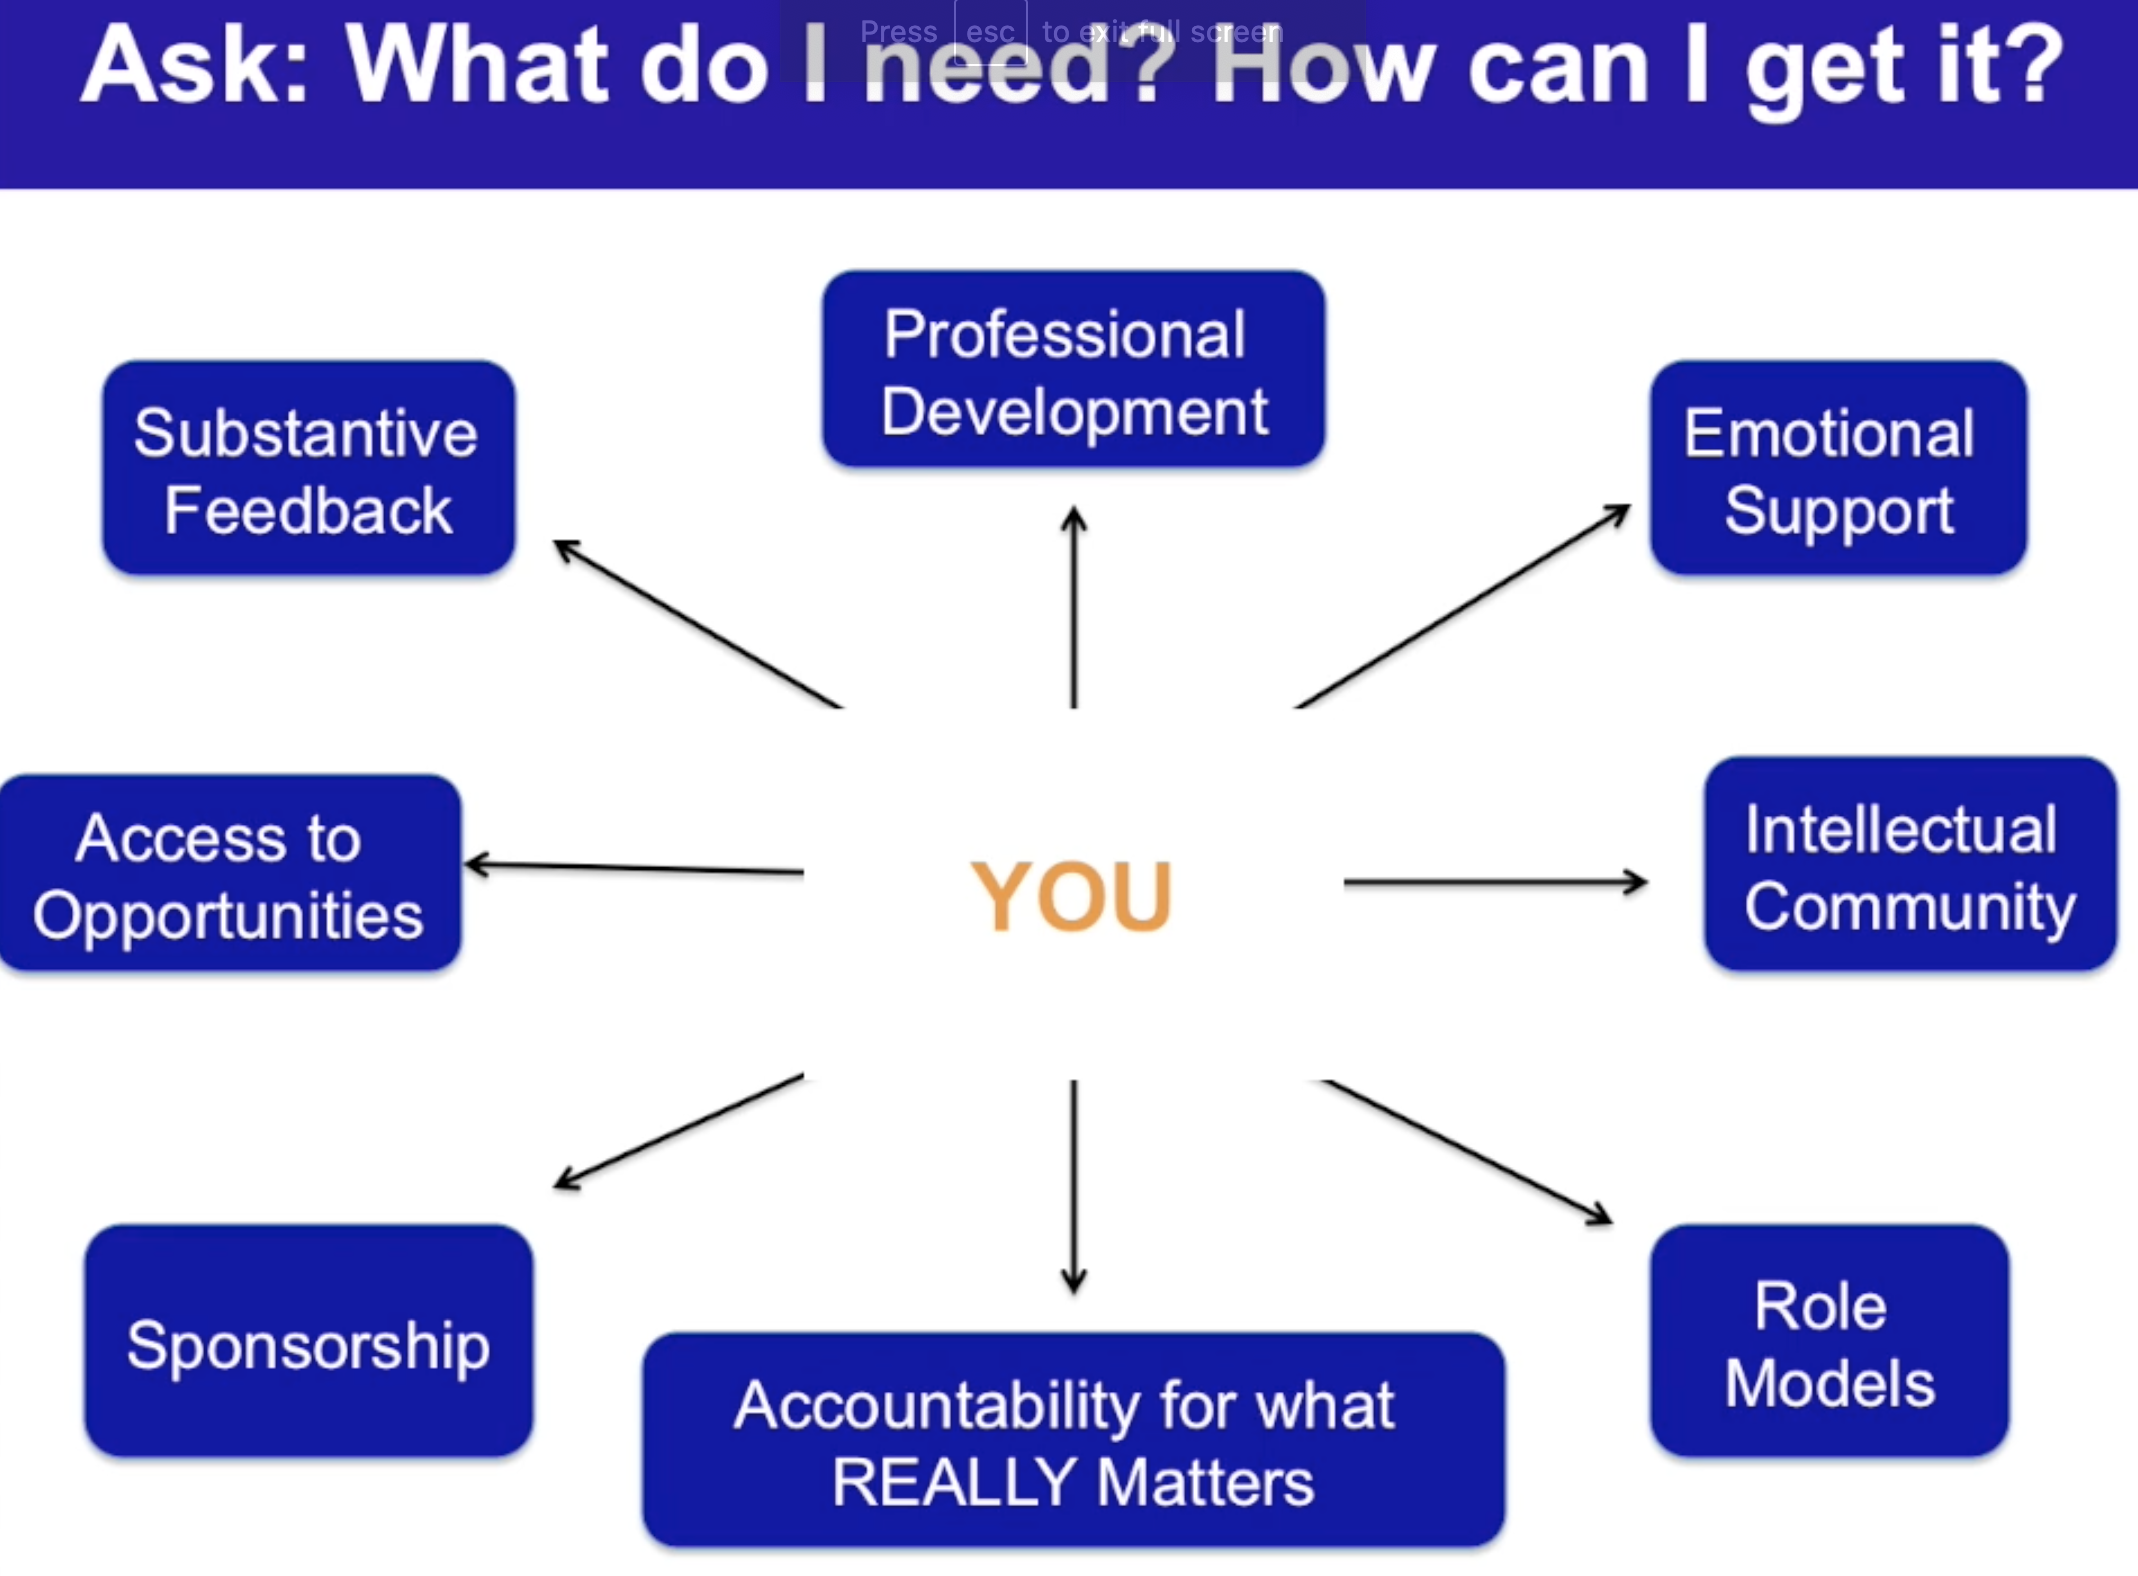 Press esc to exit full screen
Ask: What do I need? How can I get it?
Professional
Development
Substantive
Feedback
Emotional
Support
Access to
Opportunities
YOU
Intellectual
Community
Sponsorship
Accountability for what
REALLY Matters
Role
Models